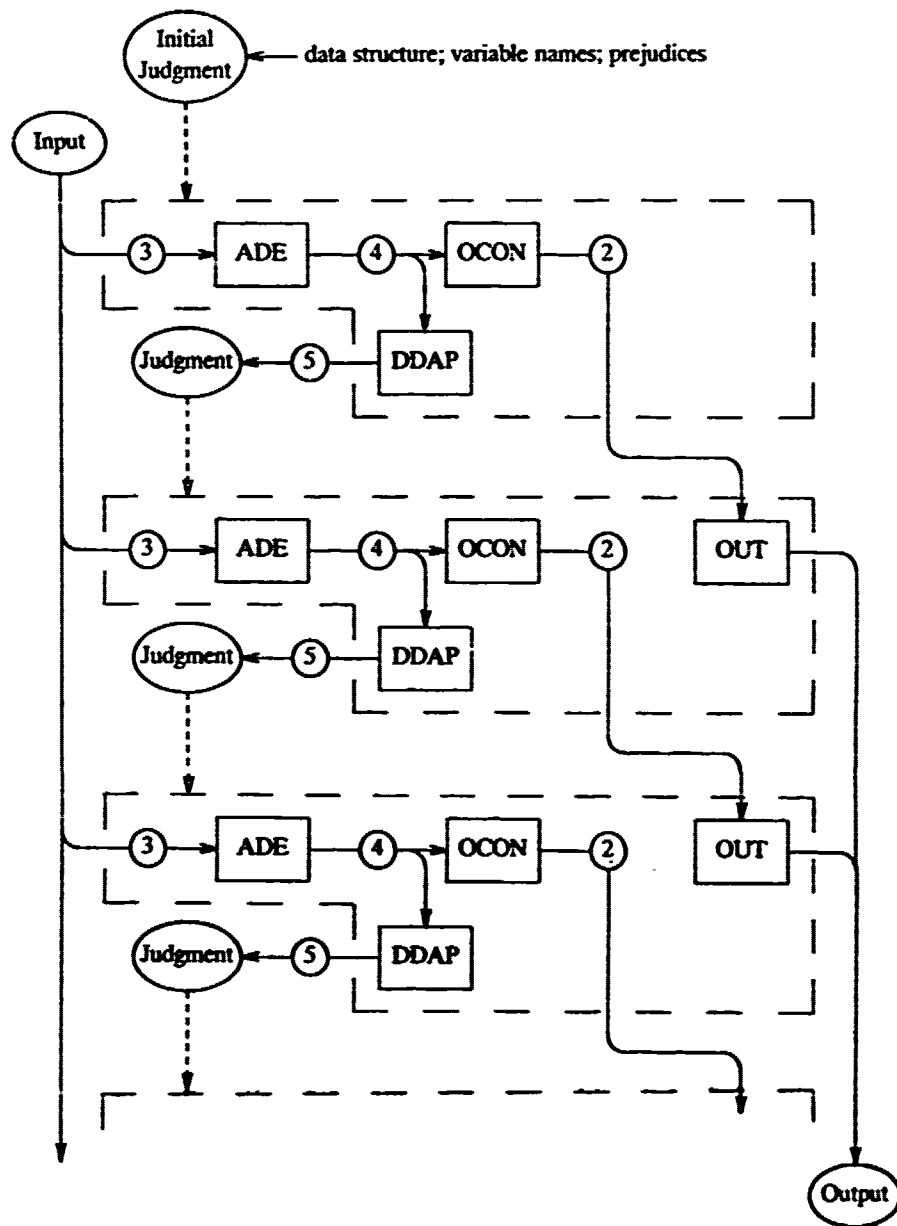 Initial
Judgment
data structure; variable names; prejudices
Input
3
ADE
4
OCON
2
Judgment
5
DDAP
3
ADE
4
OCON
2
OUT
Judgment
5
DDAP
3
ADE
4
OCON
2
OUT
Judgment
5
DDAP
Output